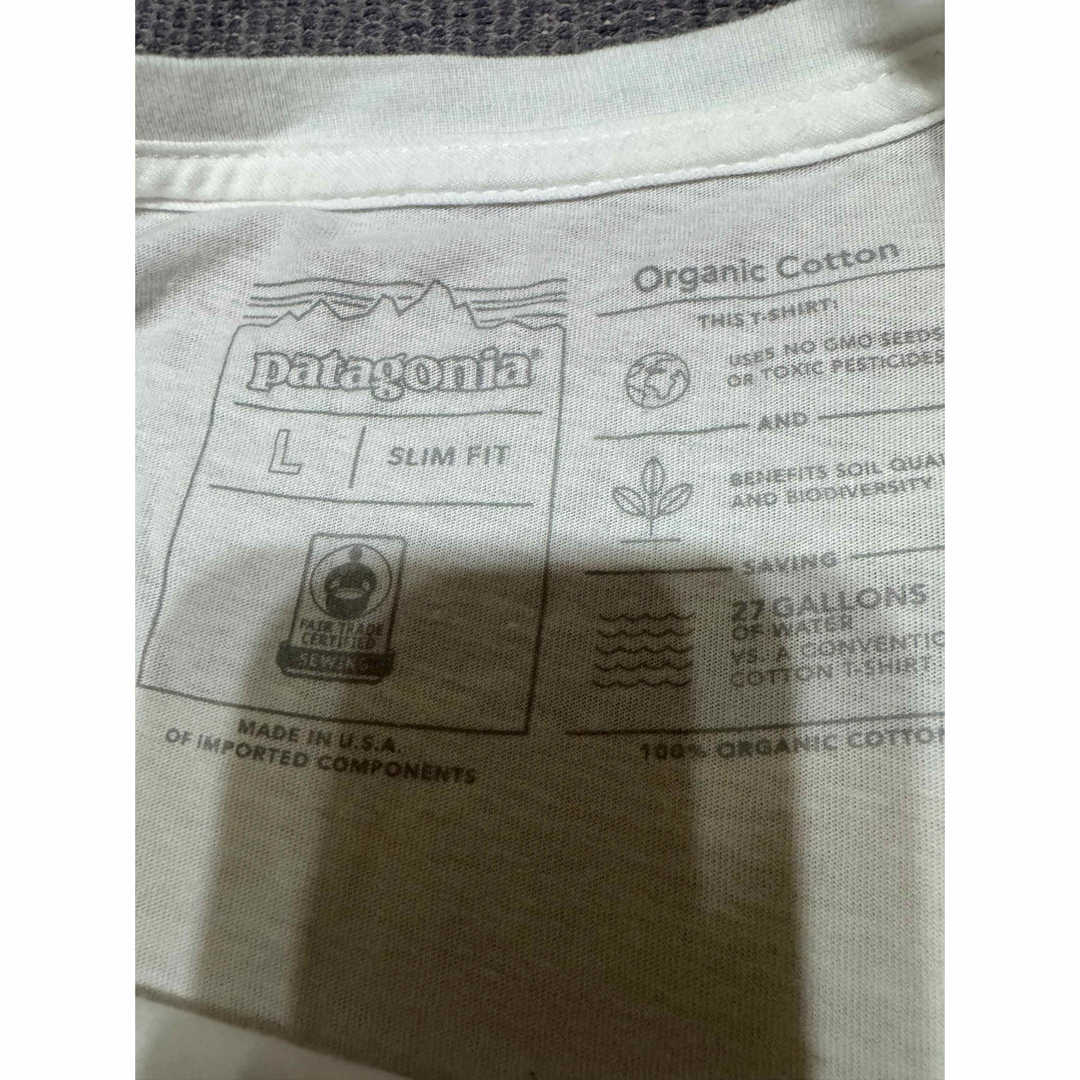 patagonia®
L
SLIM FIT
FAIR TRADE
CERTIFIED
SEWING
MADE IN U.S.A.
OF IMPORTED COMPONENTS
Organic Cotton
THIS T-SHIRT:
USES NO GMO SEEDS
OR TOXIC PESTICIDES
AND
BENEFITS SOIL QUA
AND BIODIVERSITY
SAVING
27 GALLONS
OF WATER
VS. A CONVENTIO
COTTON T-SHIRT
100% ORGANIC COTTO